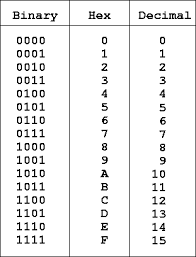 Binary Hex Decimal
0000 0 0
0001 1 1
0010 2 2
0011 3 3
0100 4 4
0101 5 5
0110 6 6
0111 7 7
1000 8 8
1001 9 9
1010 A 10
1011 B 11
1100 C 12
1101 D 13
1110 E 14
1111 F 15